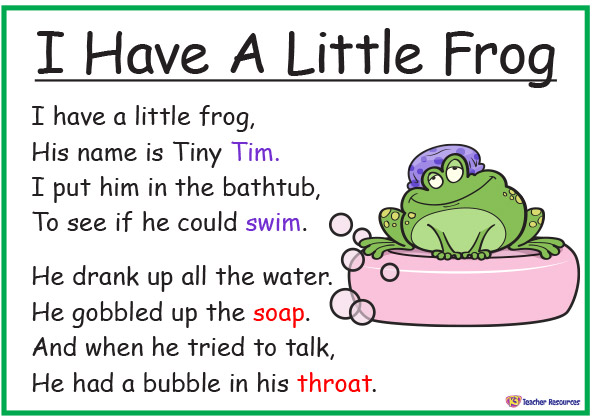 I Have A Little Frog
I have a little frog,
His name is Tiny Tim.
I put him in the bathtub,
To see if he could swim.
He drank up all the water.
He gobbled up the soap.
And when he tried to talk,
He had a bubble in his throat.
K-3 Teacher Resources